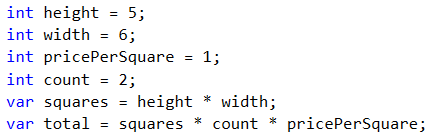 int height = 5;
int width = 6;
int pricePerSquare = 1;
int count = 2;
var squares = height * width;
var total = squares * count * pricePerSquare;